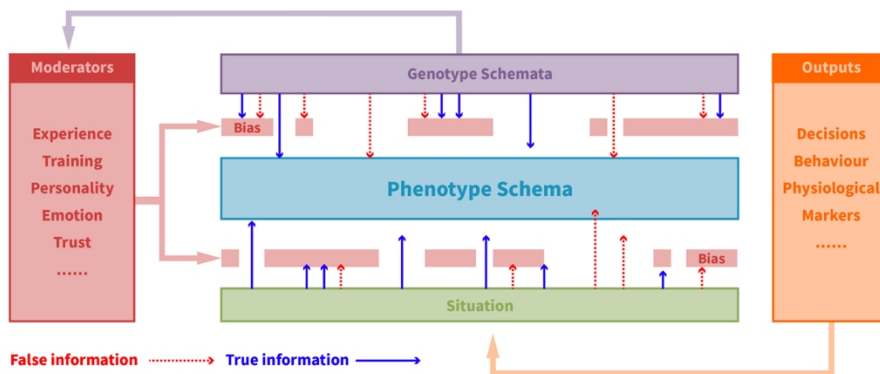 Moderators
Experience
Training
Personality
Emotion
Trust
......
Genotype Schemata
Bias
Phenotype Schema
Bias
Situation
Outputs
Decisions
Behaviour
Physiological
Markers
......
False information
True information